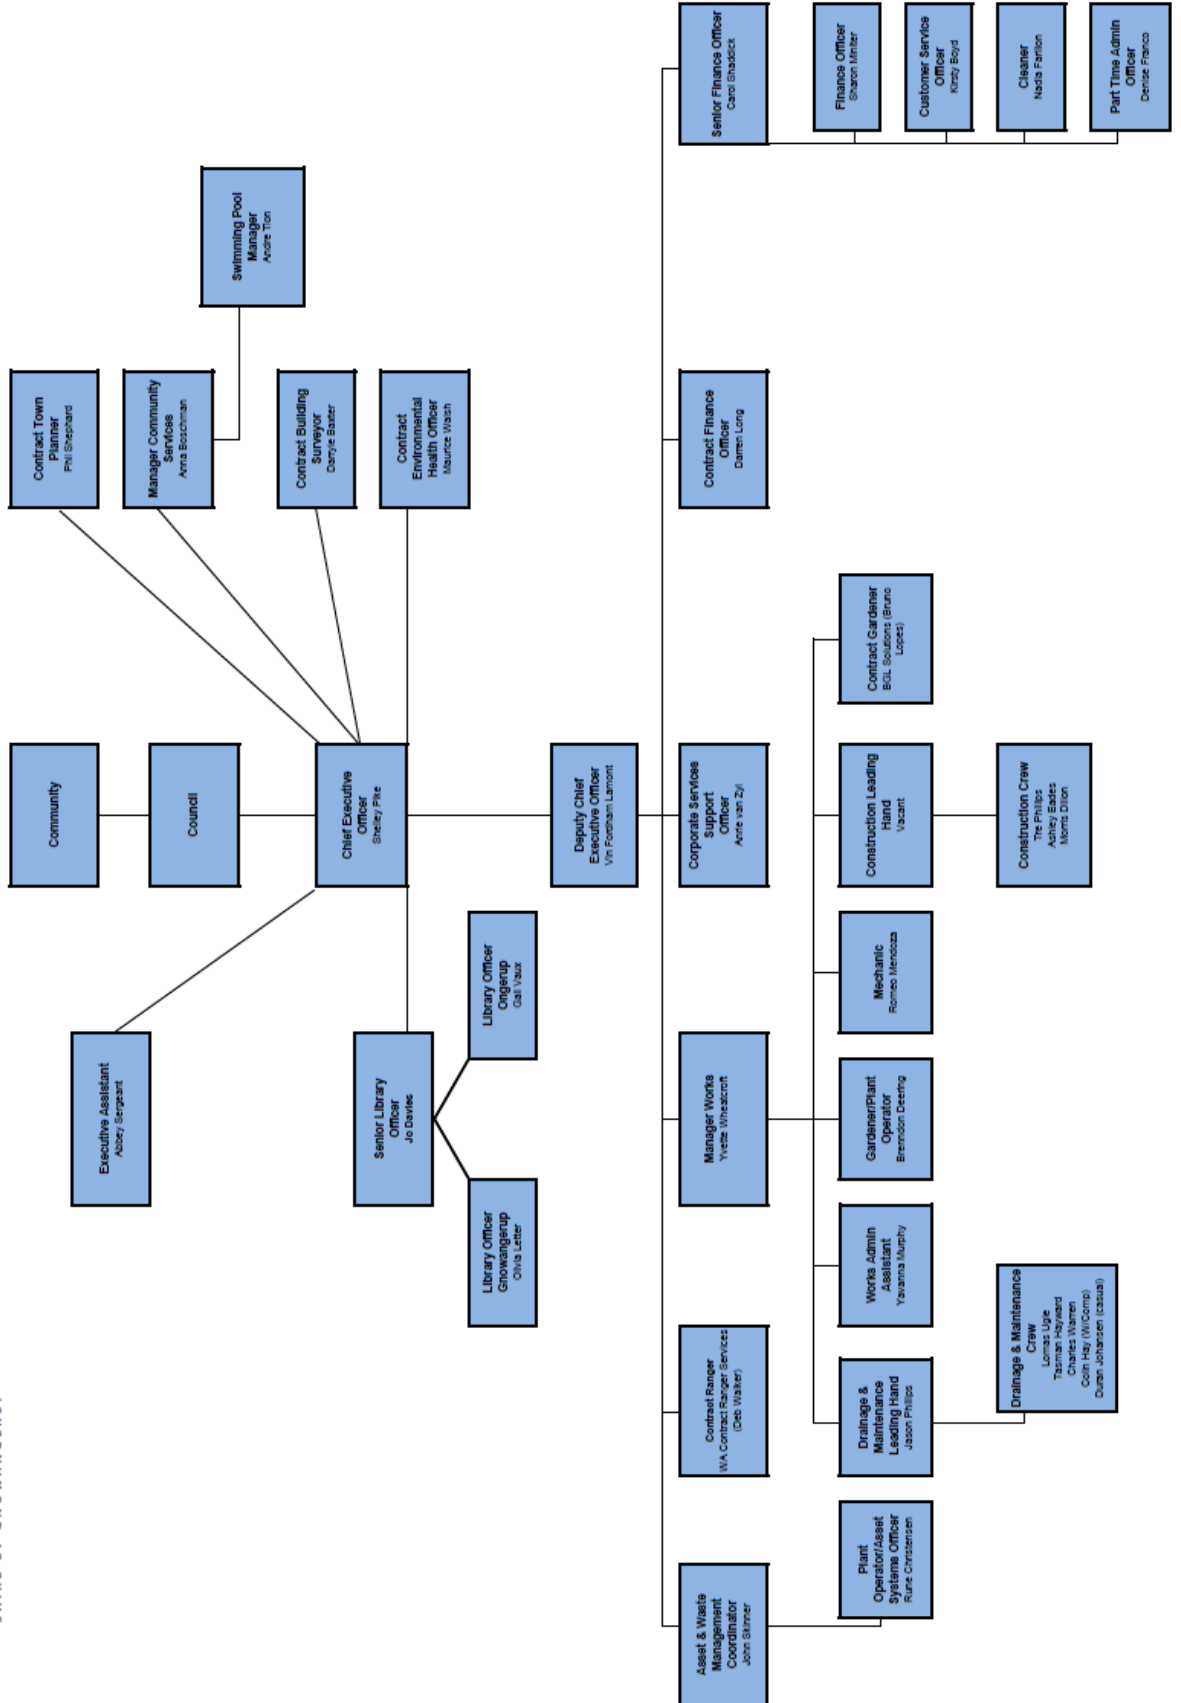 Community
Council
Chief Executive
Officer
Shelley Pike
Executive Assistant
Abbey Sergeant
Contract Town
Planner
Phil Shephard
Manager Community
Services
Anna Boschman
Swimming Pool
Manager
Andre Tion
Contract Building
Surveyor
Darryle Baxter
Contract
Environmental
Health Officer
Maurice Walsh
Senior Library
Officer
Jo Davies
Library Officer
Gnowangerup
Olivia Letter
Library Officer
Ongerup
Gail Vaux
Deputy Chief
Executive Officer
Vin Fordham Lamont
Asset & Waste
Management
Coordinator
John Skinner
Contract Ranger
WA Contract Ranger Services
(Deb Walker)
Manager Works
Yvette Wheatcroft
Corporate Services
Support
Officer
Anrie van Zyl
Contract Finance
Officer
Darren Long
Senior Finance Officer
Carol Shaddick
Plant
Operator/Asset
Systems Officer
Rune Christensen
Drainage &
Maintenance
Leading Hand
Jason Phillips
Works Admin
Assistant
Yavanna Murphy
Gardener/Plant
Operator
Brenndon Deering
Mechanic
Romeo Mendoza
Construction Leading
Hand
Vacant
Contract Gardener
BGL Solutions (Bruno
Lopes)
Finance Officer
Sharon Miniter
Customer Service
Officer
Kirsty Boyd
Cleaner
Nadia Farilon
Part Time Admin
Officer
Denise Franco
Drainage & Maintenance
Crew
Lomas Ugle
Tasman Hayward
Charles Warren
Colin Hay (W/Comp)
Duran Johansen (casual)
Construction Crew
Tre Phillips
Ashley Eades
Morris Dilon